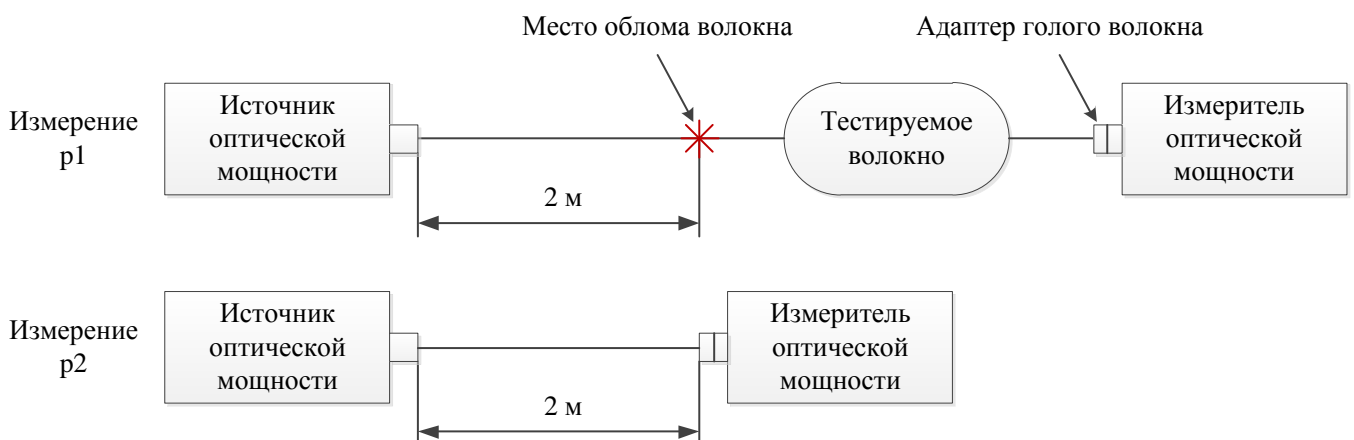 Место облома волокна
Адаптер голого волокна
Измерение
p1
Источник
оптической
мощности
Тестируемое
волокно
Измеритель
оптической
мощности
2 м
Измерение
p2
Источник
оптической
мощности
Измеритель
оптической
мощности
2 м